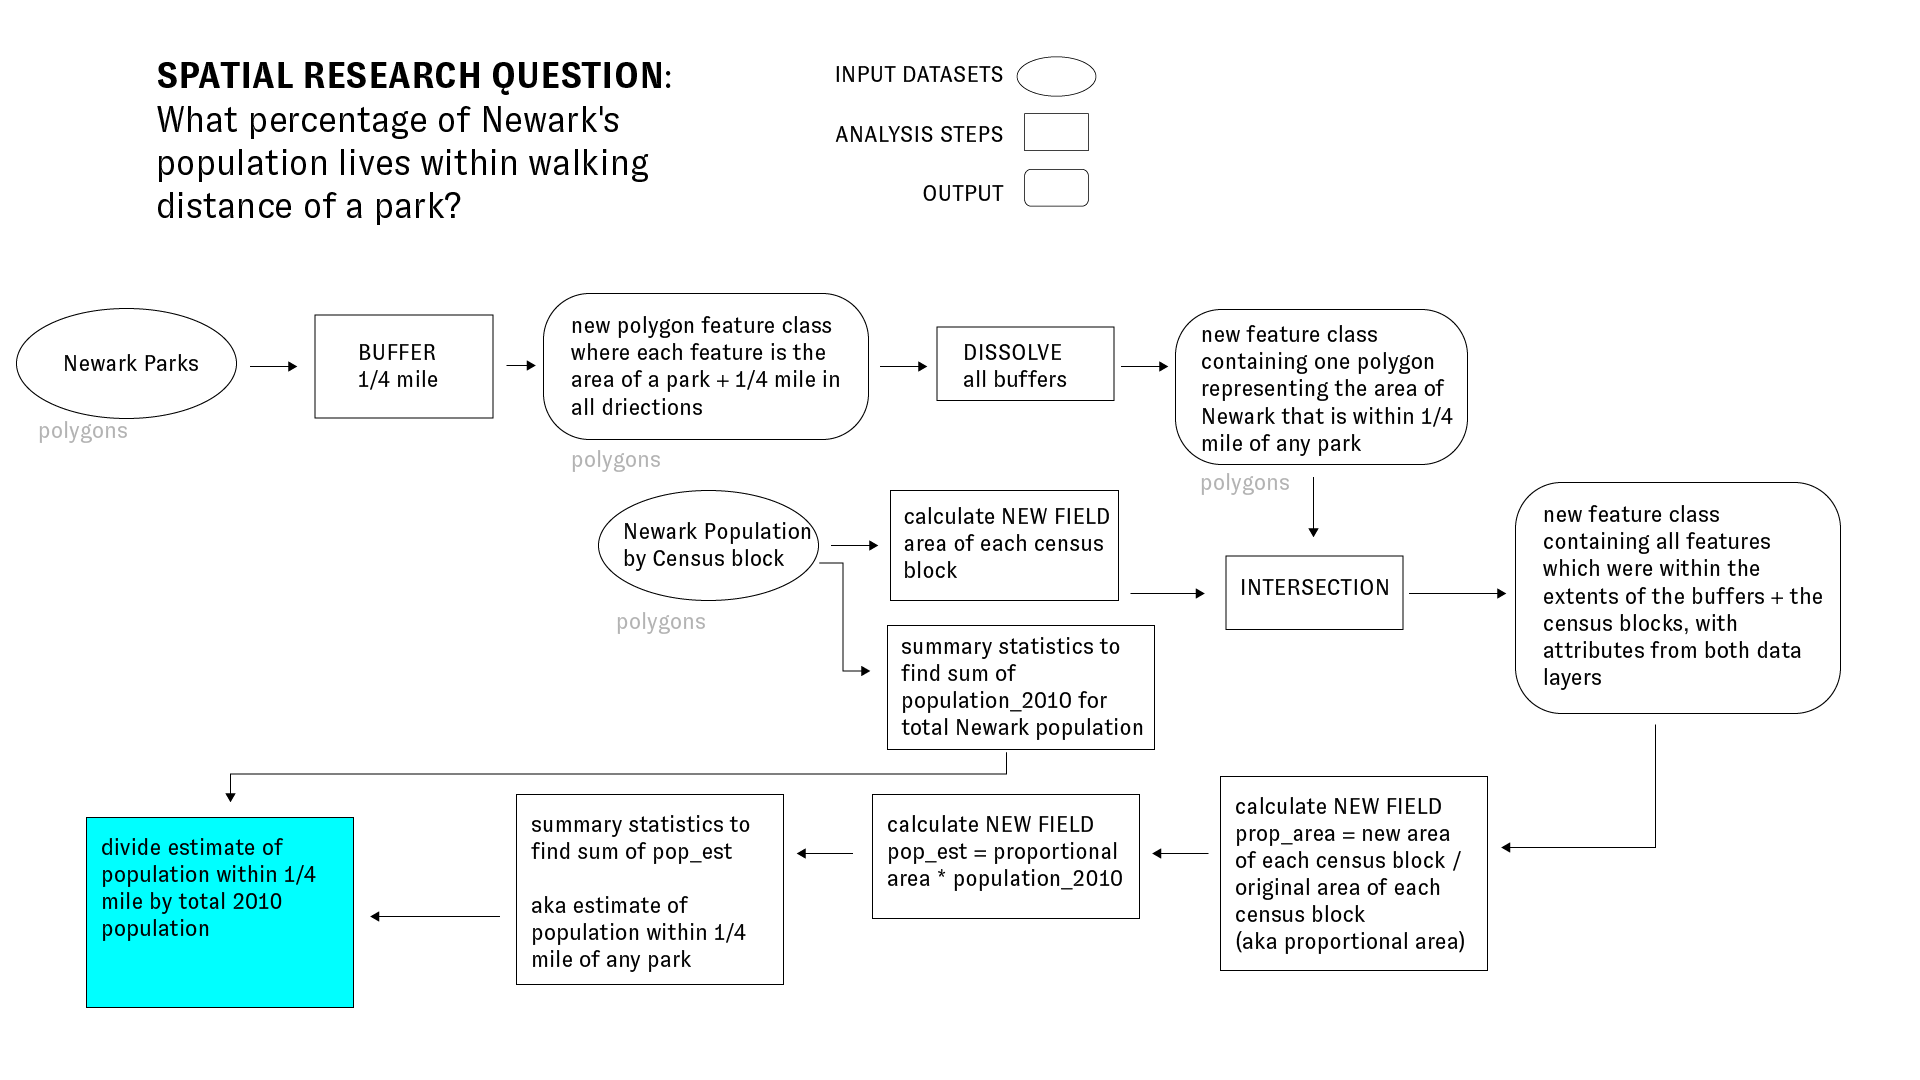 SPATIAL RESEARCH QUESTION:
What percentage of Newark's
population lives within walking
distance of a park?
INPUT DATASETS
ANALYSIS STEPS
OUTPUT
Newark Parks
polygons
BUFFER
1/4 mile
new polygon feature class
where each feature is the
area of a park + 1/4 mile in
all driections
polygons
DISSOLVE
all buffers
new feature class
containing one polygon
representing the area of
Newark that is within 1/4
mile of any park
polygons
Newark Population
by Census block
polygons
calculate NEW FIELD
area of each census
block
summary statistics to
find sum of
population_2010 for
total Newark population
INTERSECTION
new feature class
containing all features
which were within the
extents of the buffers + the
census blocks, with
attributes from both data
layers
calculate NEW FIELD
prop_area = new area
of each census block /
original area of each
census block
(aka proportional area)
calculate NEW FIELD
pop_est = proportional
area * population_2010
summary statistics to
find sum of pop_est
aka estimate of
population within 1/4
mile of any park
divide estimate of
population within 1/4
mile by total 2010
population